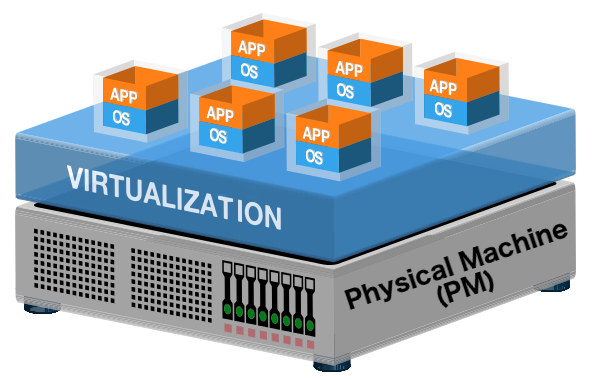 APP
OS
APP
OS
APP
OS
APP
OS
APP
OS
APP
OS
VIRTUALIZATION
Physical Machine
(PM)